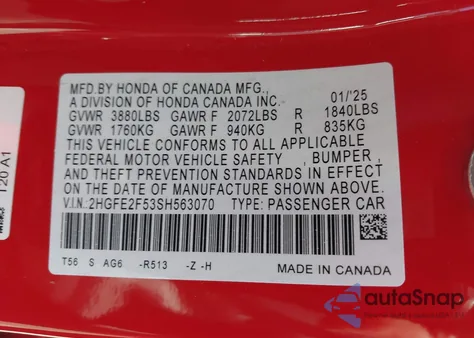 MFD.BY HONDA OF CANADA MFG.,
A DIVISION OF HONDA CANADA INC. 01/'25
GVWR 3880LBS GAWR F 2072LBS R 1840LBS
GVWR 1760KG GAWR F 940KG R 835KG
THIS VEHICLE CONFORMS TO ALL APPLICABLE
FEDERAL MOTOR VEHICLE SAFETY , BUMPER ,
AND THEFT PREVENTION STANDARDS IN EFFECT
ON THE DATE OF MANUFACTURE SHOWN ABOVE.
V.I.N:2HGFE2F53SH563070 TYPE: PASSENGER CAR
T56 S AG6 -R513 -Z -H
MADE IN CANADA
T20 A1
autoSnap